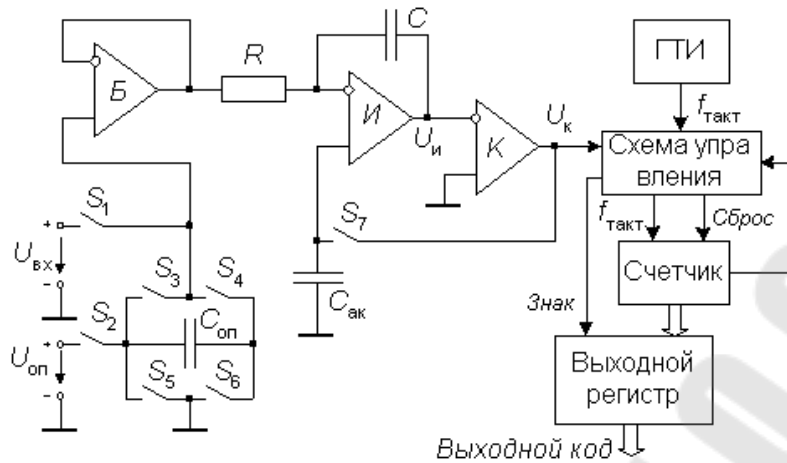 C
R
Б
И
K
Uи
Uк
ГТИ
fтакт
Схема упра
вления
fтакт
Сброс
Счетчик
Знак
Выходной
регистр
Выходной код
S1
+
Uвх
-
S2
+
Uоп
-
S3
S4
Cоп
S5
S6
S7
Cак